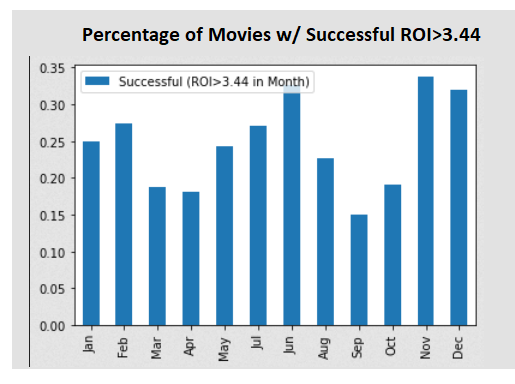 Percentage of Movies w/ Successful ROI>3.44
Successful (ROI>3.44 in Month)
0.35
0.30
0.25
0.20
0.15
0.10
0.05
0.00
Jan Feb Mar Apr May Jul Jun Aug Sep Oct Nov Dec